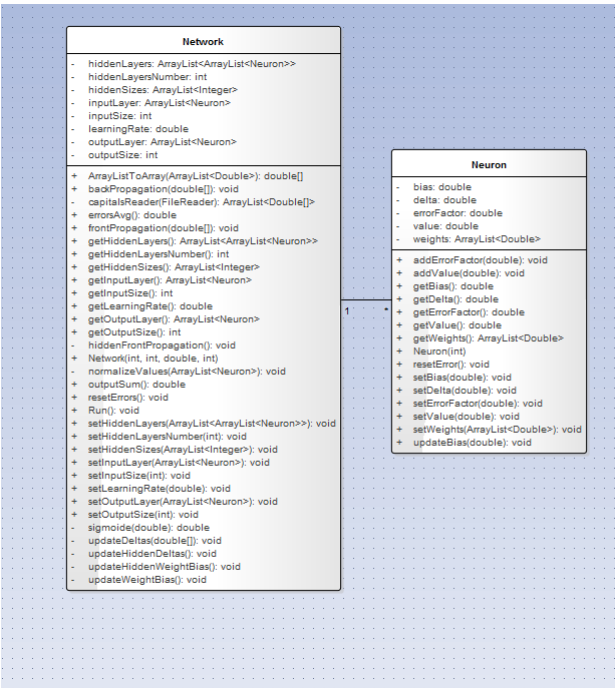 Network
- hiddenLayers: ArrayList<ArrayList<Neuron>>
- hiddenLayersNumber: int
- hiddenSizes: ArrayList<Integer>
- inputLayer: ArrayList<Neuron>
- inputSize: int
- learningRate: double
- outputLayer: ArrayList<Neuron>
- outputSize: int
+ ArrayListToArray(ArrayList<Double>): double[]
+ backPropagation(double[]): void
- capitalsReader(FileReader): ArrayList<Double[]>
+ errorsAvg(): double
+ frontPropagation(double[]): void
+ getHiddenLayers(): ArrayList<ArrayList<Neuron>>
+ getHiddenLayersNumber(): int
+ getHiddenSizes(): ArrayList<Integer>
+ getInputLayer(): ArrayList<Neuron>
+ getInputSize(): int
+ getLearningRate(): double
+ getOutputLayer(): ArrayList<Neuron>
+ getOutputSize(): int
- hiddenFrontPropagation(): void
+ Network(int, int, double, int)
- normalizeValues(ArrayList<Neuron>): void
+ outputSum(): double
+ resetErrors(): void
+ Run(): void
+ setHiddenLayers(ArrayList<ArrayList<Neuron>>): void
+ setHiddenLayersNumber(int): void
+ setHiddenSizes(ArrayList<Integer>): void
+ setInputLayer(ArrayList<Neuron>): void
+ setInputSize(int): void
+ setLearningRate(double): void
+ setOutputLayer(ArrayList<Neuron>): void
+ setOutputSize(int): void
- sigmoide(double): double
- updateDeltas(double[]): void
- updateHiddenDeltas(): void
- updateHiddenWeightBias(): void
- updateWeightBias(): void
1 *
Neuron
- bias: double
- delta: double
- errorFactor: double
- value: double
- weights: ArrayList<Double>
+ addErrorFactor(double): void
+ addValue(double): void
+ getBias(): double
+ getDelta(): double
+ getErrorFactor(): double
+ getValue(): double
+ getWeights(): ArrayList<Double>
+ Neuron(int)
+ resetError(): void
+ setBias(double): void
+ setDelta(double): void
+ setErrorFactor(double): void
+ setValue(double): void
+ setWeights(ArrayList<Double>): void
+ updateBias(double): void